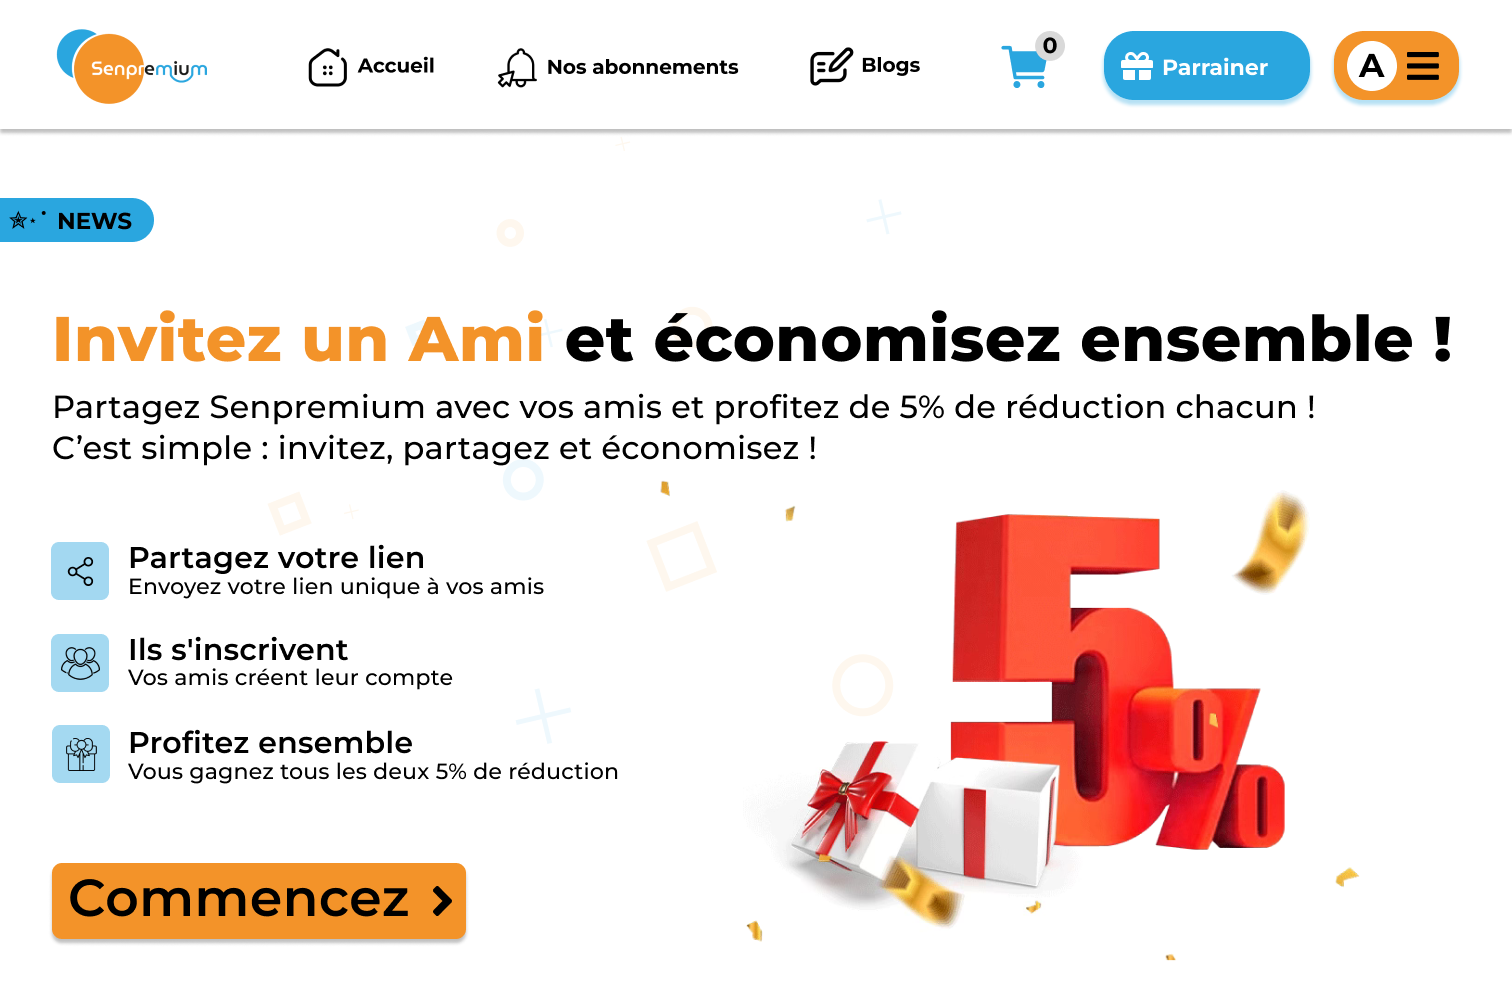 Senpremium
Accueil
Nos abonnements
Blogs
0
Parrainer
A
NEWS
Invitez un Ami et économisez ensemble !
Partagez Senpremium avec vos amis et profitez de 5% de réduction chacun !
C’est simple : invitez, partagez et économisez !
Partagez votre lien
Envoyez votre lien unique à vos amis
Ils s'inscrivent
Vos amis créent leur compte
Profitez ensemble
Vous gagnez tous les deux 5% de réduction
5%
Commencez